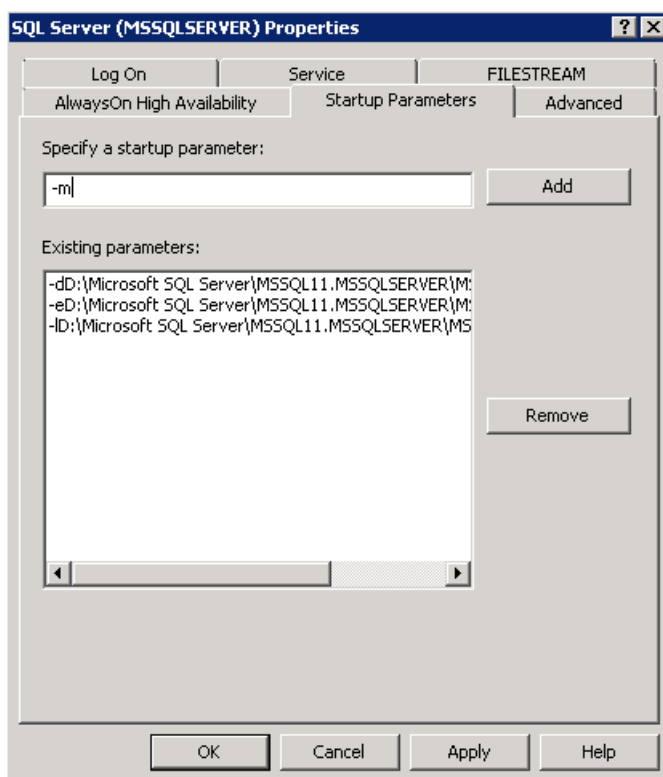 SQL Server (MSSQLSERVER) Properties
Log On Service FILESTREAM
AlwaysOn High Availability Startup Parameters Advanced
Specify a startup parameter:
-m Add
Existing parameters:
-dD:\Microsoft SQL Server\MSSQL11.MSSQLSERVER\M
-eD:\Microsoft SQL Server\MSSQL11.MSSQLSERVER\M
-lD:\Microsoft SQL Server\MSSQL11.MSSQLSERVER\MS
Remove
OK Cancel Apply Help